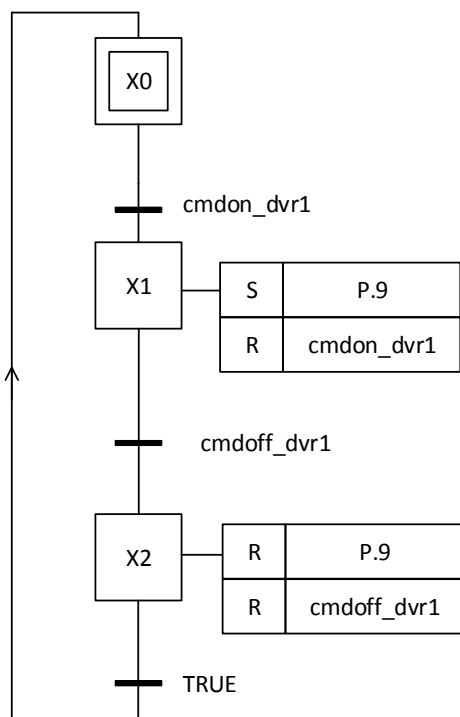 X0
cmdon_dvr1
X1
S P.9
R cmdon_dvr1
cmdoff_dvr1
X2
R P.9
R cmdoff_dvr1
TRUE